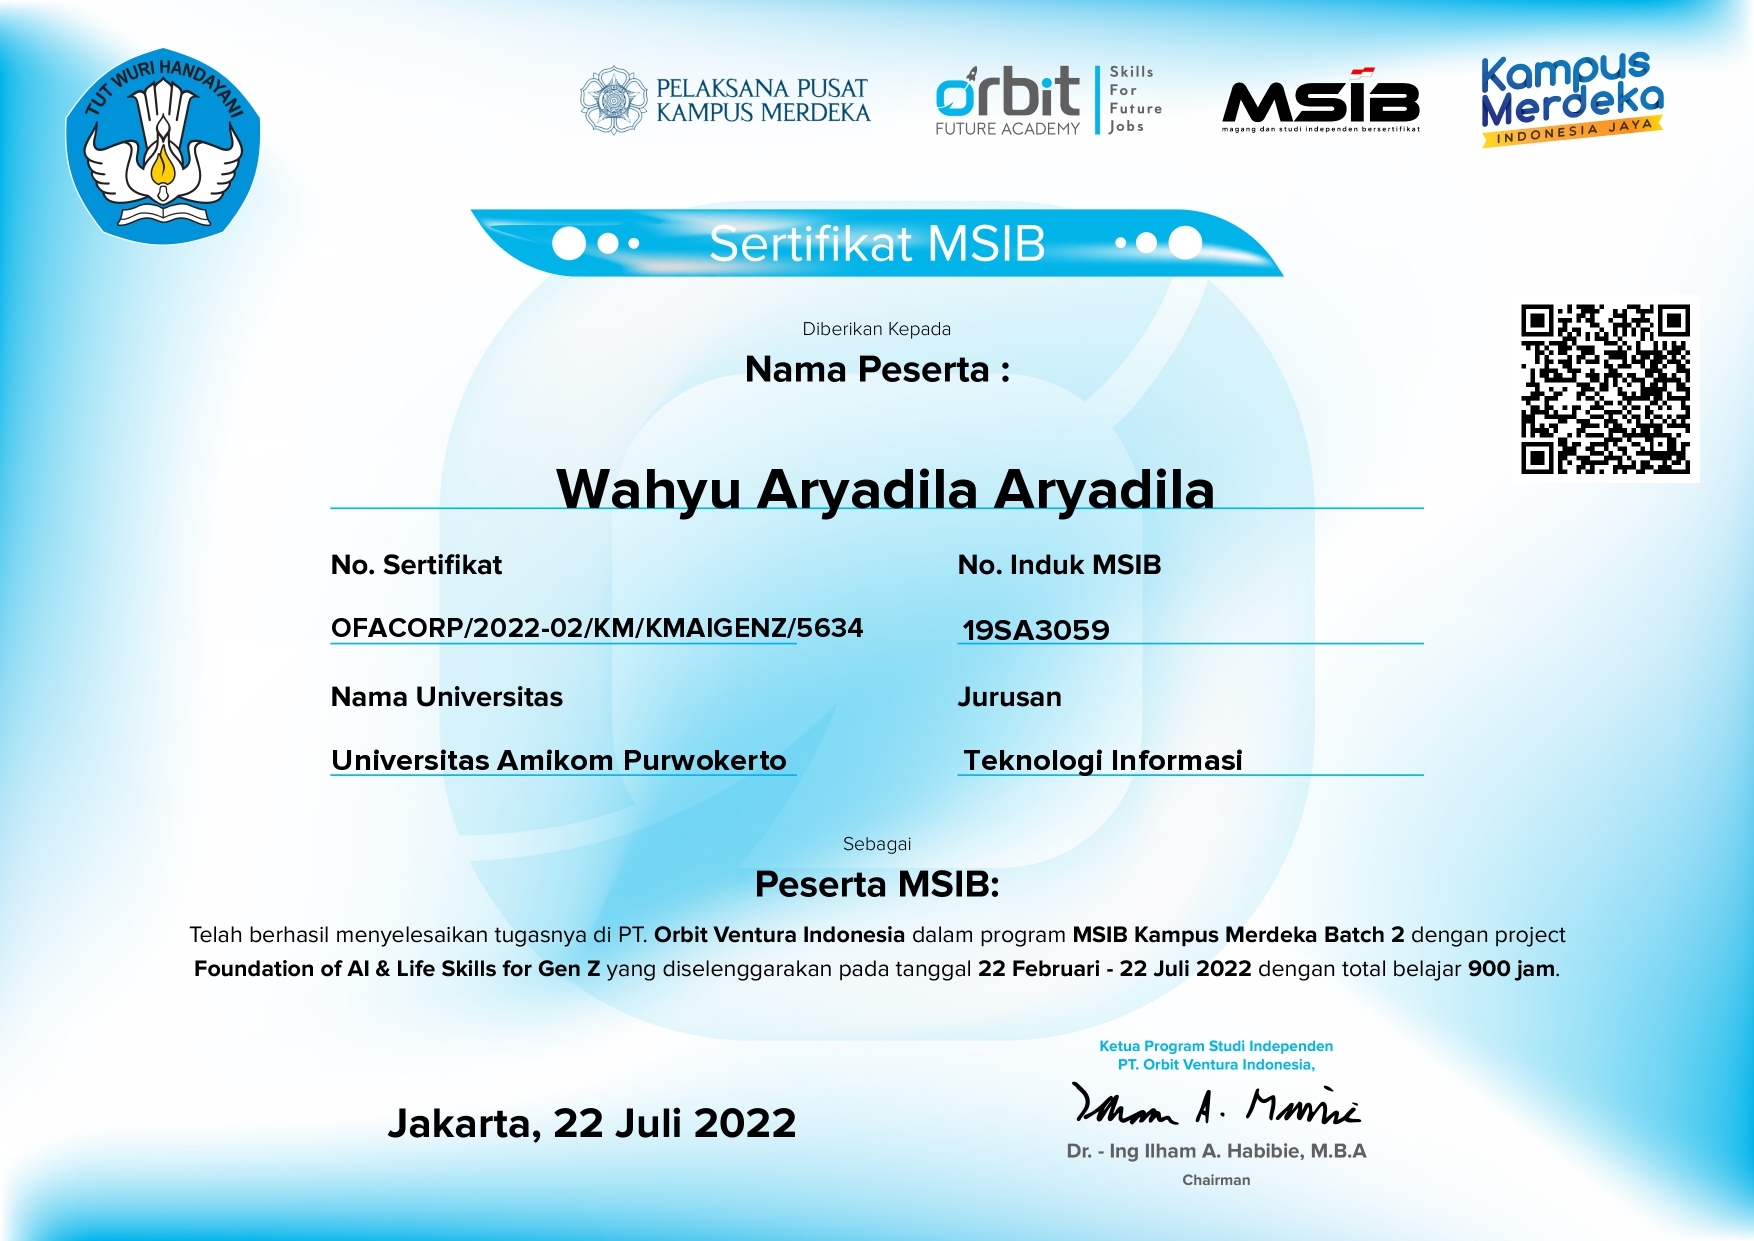 TUT WURI HANDAYANI
PELAKSANA PUSAT
KAMPUS MERDEKA
orbit
FUTURE ACADEMY
Skills
For
Future
Jobs
MSIB
magang dan studi independen bersertifikat
Kampus
Merdeka
INDONESIA JAYA
Sertifikat MSIB
Diberikan Kepada
Nama Peserta :
Wahyu Aryadila Aryadila
No. Sertifikat
No. Induk MSIB
OFACORP/2022-02/KM/KMAIGENZ/5634
19SA3059
Nama Universitas
Jurusan
Universitas Amikom Purwokerto
Teknologi Informasi
Sebagai
Peserta MSIB:
Telah berhasil menyelesaikan tugasnya di PT. Orbit Ventura Indonesia dalam program MSIB Kampus Merdeka Batch 2 dengan project
Foundation of AI & Life Skills for Gen Z yang diselenggarakan pada tanggal 22 Februari - 22 Juli 2022 dengan total belajar 900 jam.
Ketua Program Studi Independen
PT. Orbit Ventura Indonesia,
Jakarta, 22 Juli 2022
Dr. - Ing Ilham A. Habibie, M.B.A
Chairman